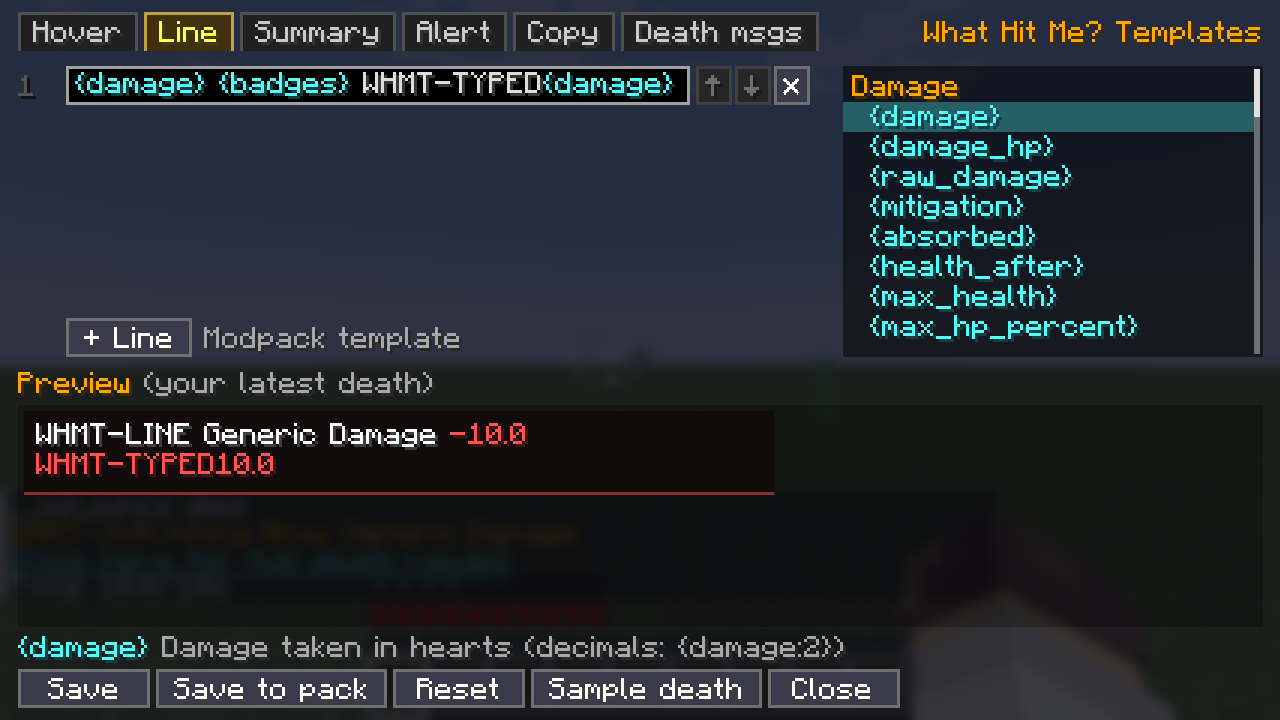 Hover Line Summary Alert Copy Death msgs What Hit Me? Templates
1 {damage} {badges} WHMT-TYPED{damage} ↑ ↓ ×
Damage
{damage}
{damage_hp}
{raw_damage}
{mitigation}
{absorbed}
{health_after}
{max_health}
{max_hp_percent}
+ Line Modpack template
Preview (your latest death)
WHMT-LINE Generic Damage -10.0
WHMT-TYPED10.0
{damage} Damage taken in hearts (decimals: {damage:2})
Save Save to pack Reset Sample death Close